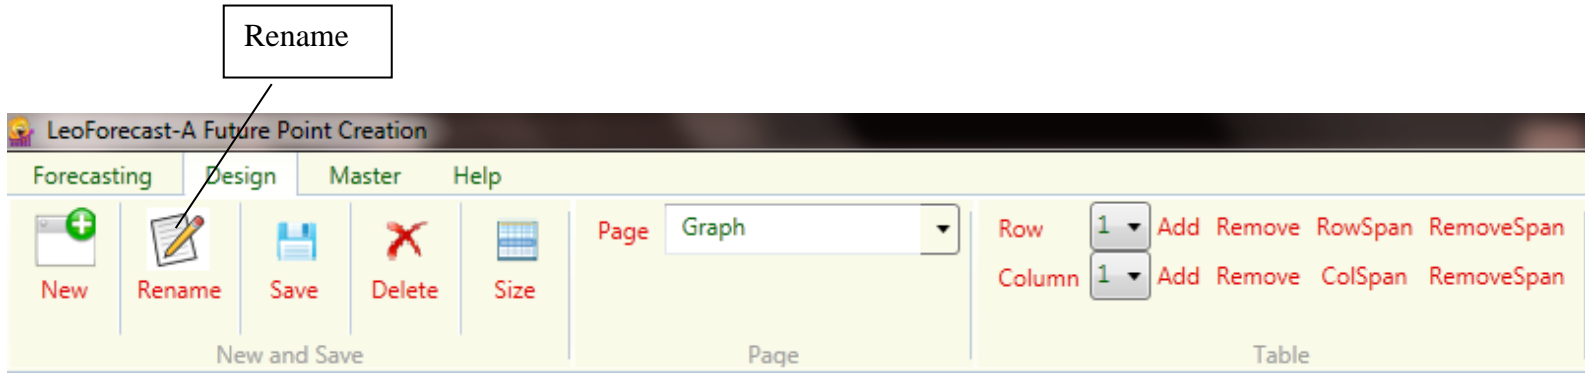 Rename
LeoForecast-A Future Point Creation
Forecasting Design Master Help
Page Graph
Row 1 Add Remove RowSpan RemoveSpan
Column 1 Add Remove ColSpan RemoveSpan
New Rename Save Delete Size
New and Save Page Table